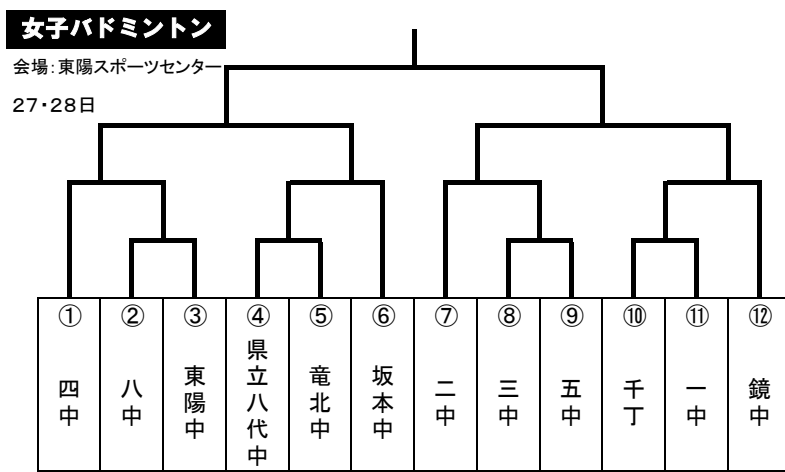 女子バドミントン
会場:東陽スポーツセンター
27・28日
① ② ③ ④ ⑤ ⑥ ⑦ ⑧ ⑨ ⑩ ⑪ ⑫
四中
八中
東陽中
県立八代中
竜北中
坂本中
二中
三中
五中
千丁
一中
鏡中